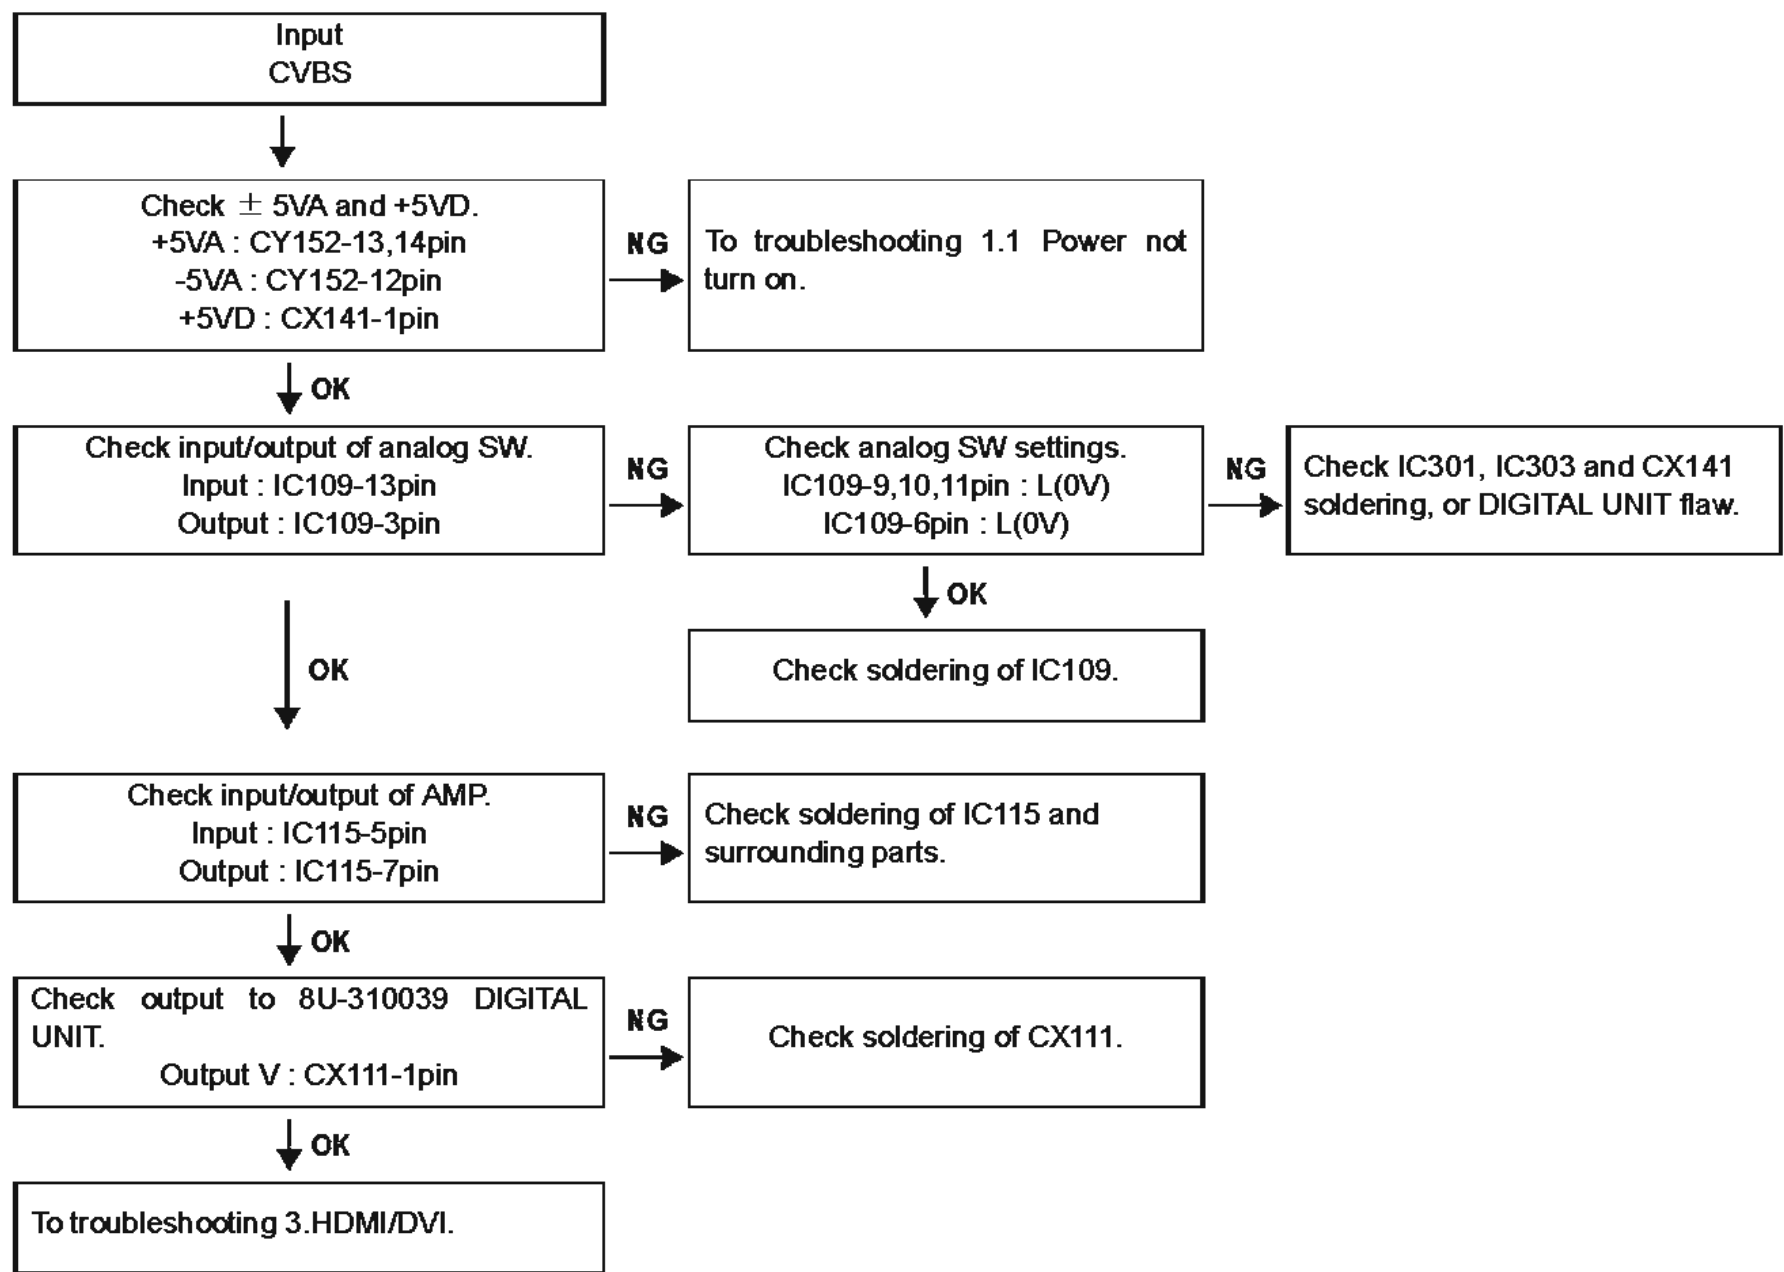 Input
CVBS
Check ± 5VA and +5VD.
+5VA : CY152-13,14pin
-5VA : CY152-12pin
+5VD : CX141-1pin
NG
To troubleshooting 1.1 Power not
turn on.
OK
Check input/output of analog SW.
Input : IC109-13pin
Output : IC109-3pin
NG
Check analog SW settings.
IC109-9,10,11pin : L(0V)
IC109-6pin : L(0V)
NG
Check IC301, IC303 and CX141
soldering, or DIGITAL UNIT flaw.
OK
Check soldering of IC109.
OK
Check input/output of AMP.
Input : IC115-5pin
Output : IC115-7pin
NG
Check soldering of IC115 and
surrounding parts.
OK
Check output to 8U-310039 DIGITAL
UNIT.
Output V : CX111-1pin
NG
Check soldering of CX111.
OK
To troubleshooting 3.HDMI/DVI.